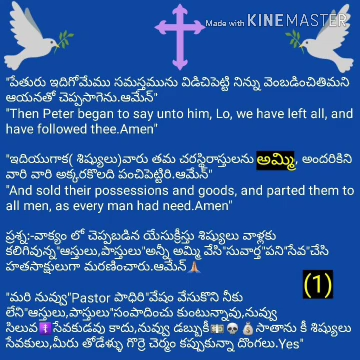 Made with KINEMASTER
"పేతురు ఇదిగోమేము సమస్తమును విడిచిపెట్టి నిన్ను వెంబడించితిమని
ఆయనతో చెప్పసాగెను.ఆమేన్"
"Then Peter began to say unto him, Lo, we have left all, and
have followed thee.Amen"
"ఇదియుగాక( శిష్యులు)వారు తమ చరస్థిరాస్తులను అమ్మి, అందరికిని
వారి వారి అక్కరకొలది పంచిపెట్టిరి.ఆమేన్"
"And sold their possessions and goods, and parted them to
all men, as every man had need.Amen"
ప్రశ్న:-వాక్యం లో చెప్పబడిన యేసుక్రీస్తు శిష్యులు వాళ్లకు
కలిగివున్న"ఆస్తులు,పాస్తులు"అన్నీ అమ్మి వేసి"సువార్త"పని"సేవ"చేసి
హతసాక్షులుగా మరణించారు.ఆమేన్🙏
(1)
"మరి నువ్వు"Pastor పాధిరి"వేషం వేసుకొని నీకు
లేని"ఆస్తులు,పాస్తులు"సంపాదించు కుంటున్నావు,నువ్వు
సిలువ✝️సేవకుడవు కాదు,నువ్వు డబ్బుకి💵💀💰సాతాను కి శిష్యులు
సేవకులు,మీరు తోడేళ్ళు గొర్రె చెర్మం కప్పుకున్నా దొంగలు.Yes"